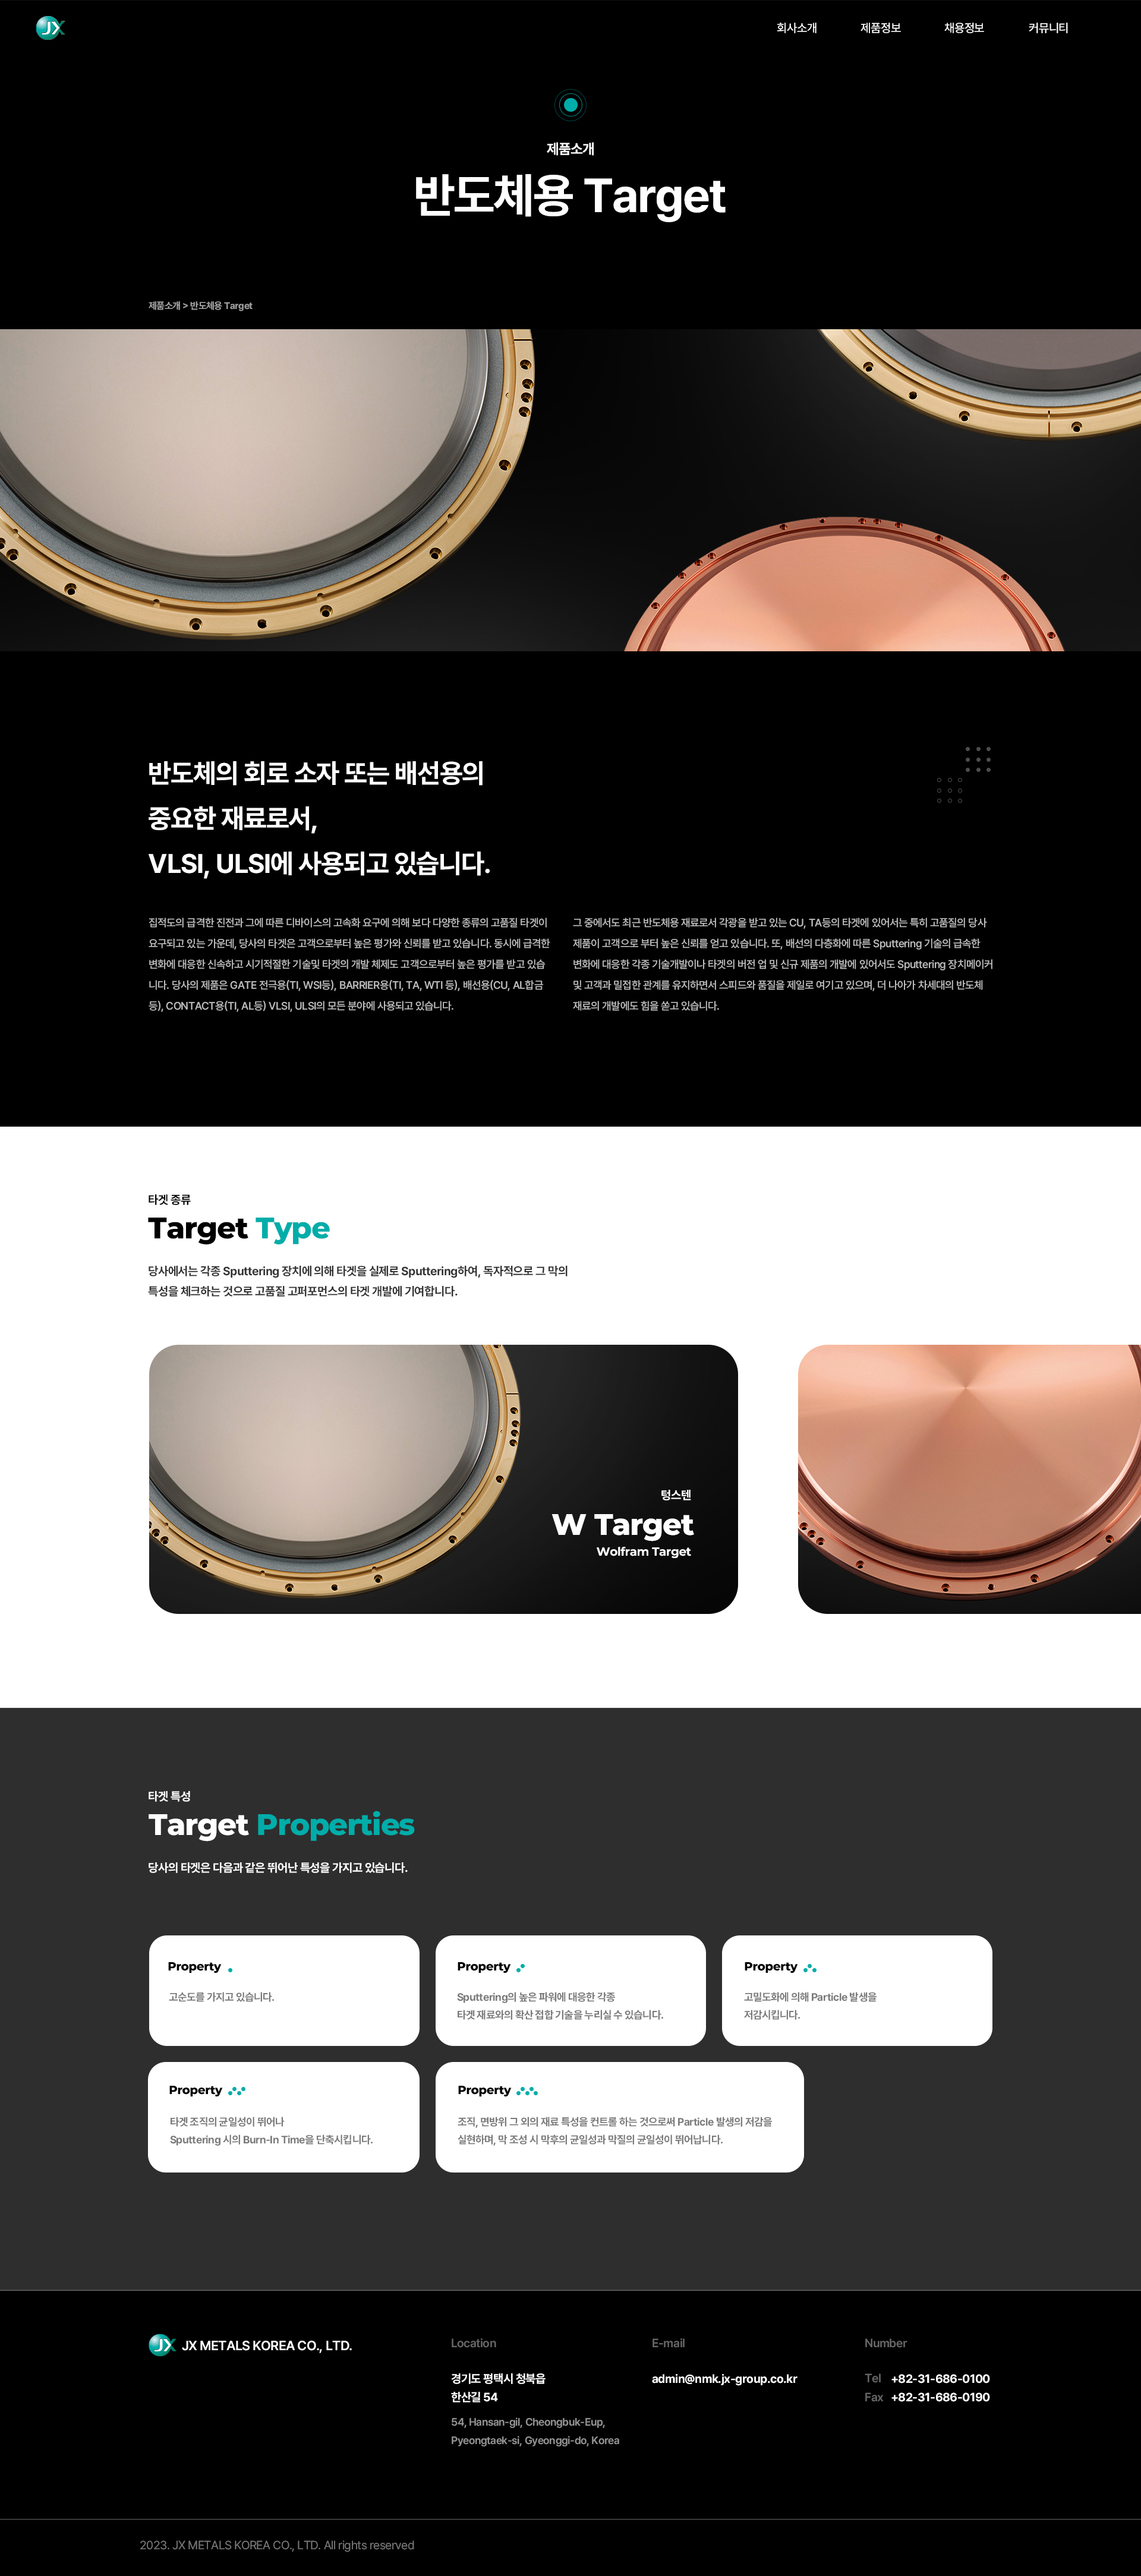 JX
회사소개 제품정보 채용정보 커뮤니티
제품소개
반도체용 Target
제품소개 > 반도체용 Target
반도체의 회로 소자 또는 배선용의
중요한 재료로서,
VLSI, ULSI에 사용되고 있습니다.
집적도의 급격한 진전과 그에 따른 디바이스의 고속화 요구에 의해 보다 다양한 종류의 고품질 타겟이
요구되고 있는 가운데, 당사의 타겟은 고객으로부터 높은 평가와 신뢰를 받고 있습니다. 동시에 급격한
변화에 대응한 신속하고 시기적절한 기술및 타겟의 개발 체제도 고객으로부터 높은 평가를 받고 있습
니다. 당사의 제품은 GATE 전극용(TI, WSI등), BARRIER용(TI, TA, WTI 등), 배선용(CU, AL합금
등), CONTACT용(TI, AL등) VLSI, ULSI의 모든 분야에 사용되고 있습니다.
그 중에서도 최근 반도체용 재료로서 각광을 받고 있는 CU, TA등의 타겟에 있어서는 특히 고품질의 당사
제품이 고객으로 부터 높은 신뢰를 얻고 있습니다. 또, 배선의 다층화에 따른 Sputtering 기술의 급속한
변화에 대응한 각종 기술개발이나 타겟의 버전 업 및 신규 제품의 개발에 있어서도 Sputtering 장치메이커
및 고객과 밀접한 관계를 유지하면서 스피드와 품질을 제일로 여기고 있으며, 더 나아가 차세대의 반도체
재료의 개발에도 힘을 쏟고 있습니다.
타겟 종류
Target Type
당사에서는 각종 Sputtering 장치에 의해 타겟을 실제로 Sputtering하여, 독자적으로 그 막의
특성을 체크하는 것으로 고품질 고퍼포먼스의 타겟 개발에 기여합니다.
텅스텐
W Target
Wolfram Target
타겟 특성
Target Properties
당사의 타겟은 다음과 같은 뛰어난 특성을 가지고 있습니다.
Property
고순도를 가지고 있습니다.
Property
Sputtering의 높은 파워에 대응한 각종
타겟 재료와의 확산 접합 기술을 누리실 수 있습니다.
Property
고밀도화에 의해 Particle 발생을
저감시킵니다.
Property
타겟 조직의 균일성이 뛰어나
Sputtering 시의 Burn-In Time을 단축시킵니다.
Property
조직, 면방위 그 외의 재료 특성을 컨트롤 하는 것으로써 Particle 발생의 저감을
실현하며, 막 조성 시 막후의 균일성과 막질의 균일성이 뛰어납니다.
JX JX METALS KOREA CO., LTD.
Location
경기도 평택시 청북읍
한산길 54
54, Hansan-gil, Cheongbuk-Eup,
Pyeongtaek-si, Gyeonggi-do, Korea
E-mail
admin@nmk.jx-group.co.kr
Number
Tel +82-31-686-0100
Fax +82-31-686-0190
2023. JX METALS KOREA CO., LTD. All rights reserved